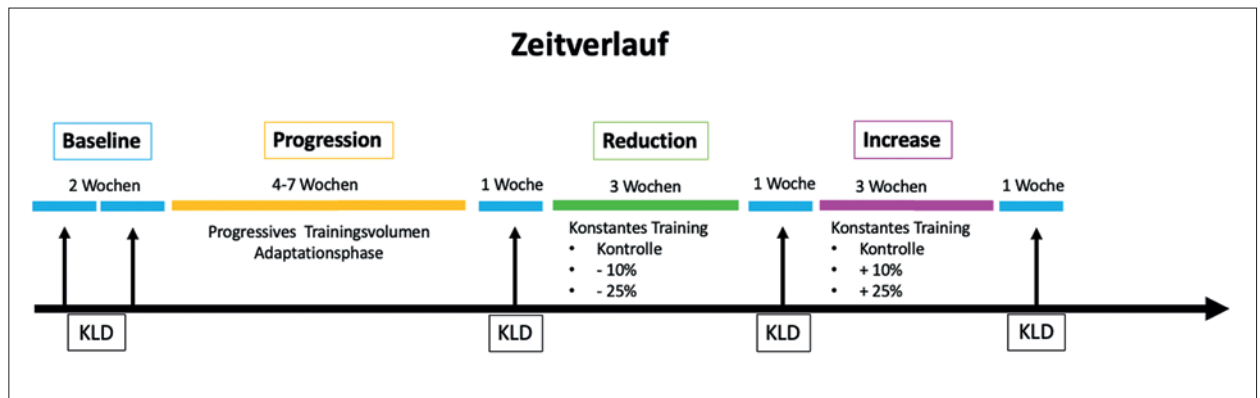 Zeitverlauf
Baseline
Progression
Reduction
Increase
2 Wochen
4-7 Wochen
1 Woche
3 Wochen
1 Woche
3 Wochen
1 Woche
Progressives Trainingsvolumen
Adaptationsphase
Konstantes Training
• Kontrolle
• - 10%
• - 25%
Konstantes Training
• Kontrolle
• + 10%
• + 25%
KLD
KLD
KLD
KLD